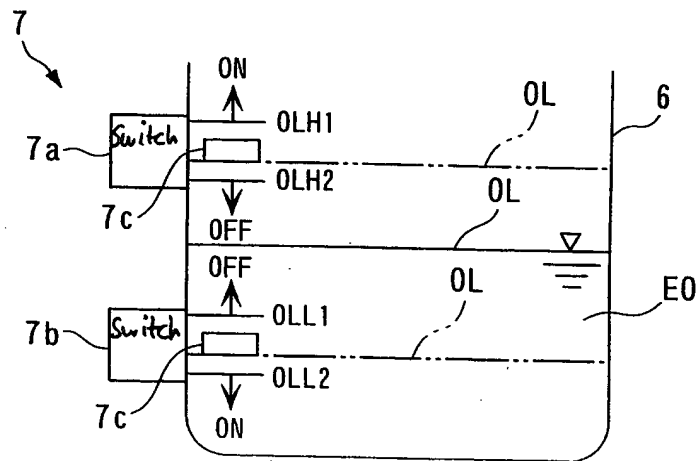 7
ON
OLH1
OL
6
Switch
7a
7c
OLH2
OL
OFF
OFF
OL
EO
OLL1
Switch
7b
7c
OLL2
ON